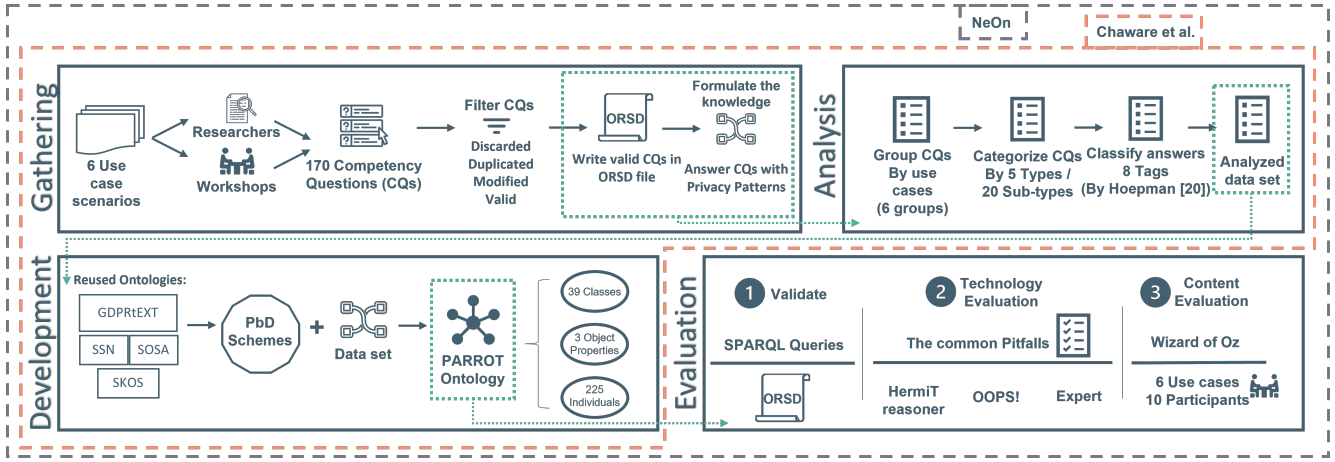 NeOn
Chaware et al.
Gathering
6 Use
case
scenarios
Researchers
Workshops
170 Competency
Questions (CQs)
Filter CQs
Discarded
Duplicated
Modified
Valid
ORSD
Write valid CQs in
ORSD file
Formulate the
knowledge
Answer CQs with
Privacy Patterns
Analysis
Group CQs
By use
cases
(6 groups)
Categorize CQs
By 5 Types /
20 Sub-types
Classify answers
8 Tags
(By Hoepman [20])
Analyzed
data set
Development
Reused Ontologies:
GDPRtEXT
SSN
SOSA
SKOS
PbD
Schemes
+
Data set
PARROT
Ontology
39 Classes
3 Object
Properties
225
Individuals
Evaluation
1 Validate
SPARQL Queries
ORSD
2 Technology
Evaluation
The common Pitfalls
HermiT
reasoner
OOPS!
Expert
3 Content
Evaluation
Wizard of Oz
6 Use cases
10 Participants